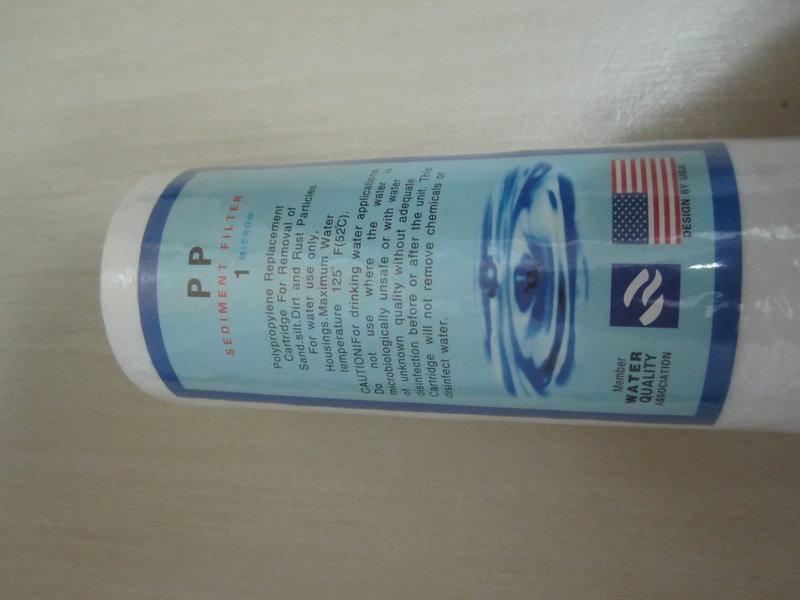 PP
SEDIMENT FILTER
1 MICRON
Polypropylene Replacement
Cartridge For Removal of
Sand.silt.Dirt and Rust Particles
For water use only,
Housings.Maximum Water
temperature 125° F(52C).
CAUTION!For drinking water applications,
Do not use where the water is
microbiologically unsafe or with water
of unknown quality without adequate
disinfection before or after the unit. This
Cartridge will not remove chemicals or
disinfect water.
DESIGN BY USA
Member
WATER
QUALITY
ASSOCIATION